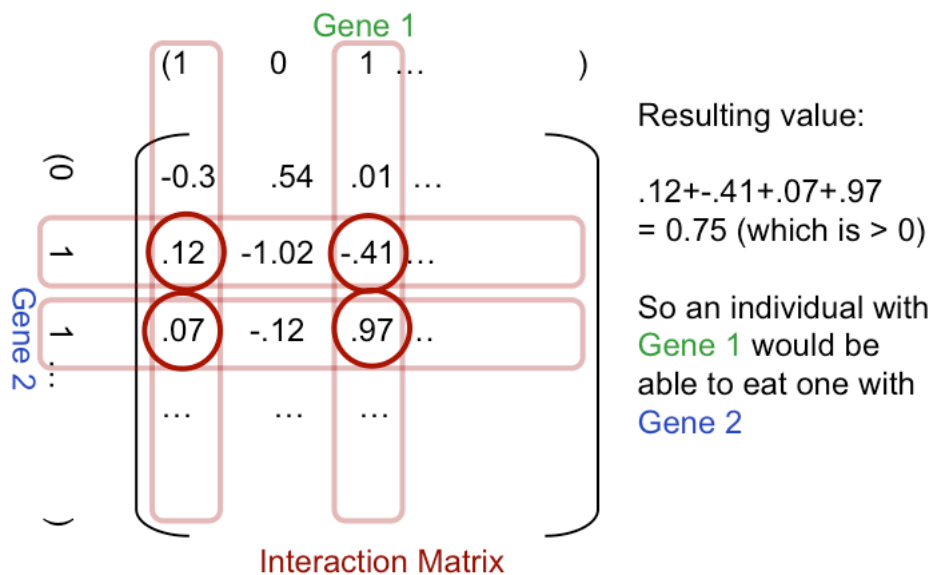 Gene 1
(1 0 1 … )
(0 1 1 … )
Gene 2
-0.3 .54 .01 …
.12 -1.02 -.41 …
.07 -.12 .97 ..
… … …
Interaction Matrix
Resulting value:
.12+-.41+.07+.97
= 0.75 (which is > 0)
So an individual with
Gene 1 would be
able to eat one with
Gene 2